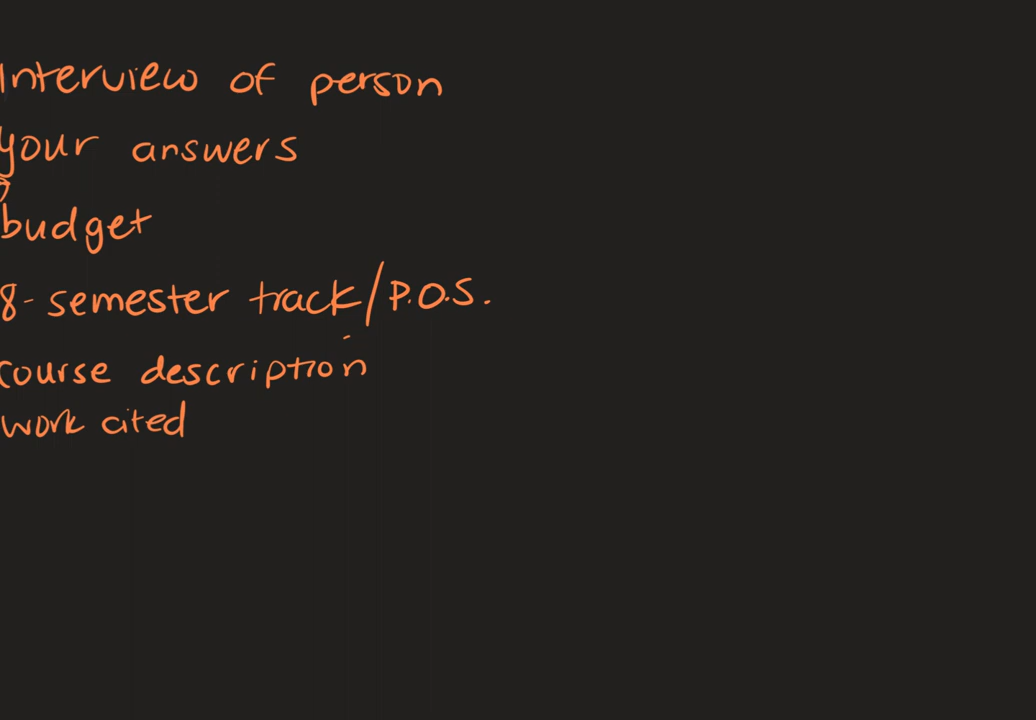 Interview of person
your answers
budget
8-semester track/P.O.S.
course description
work cited